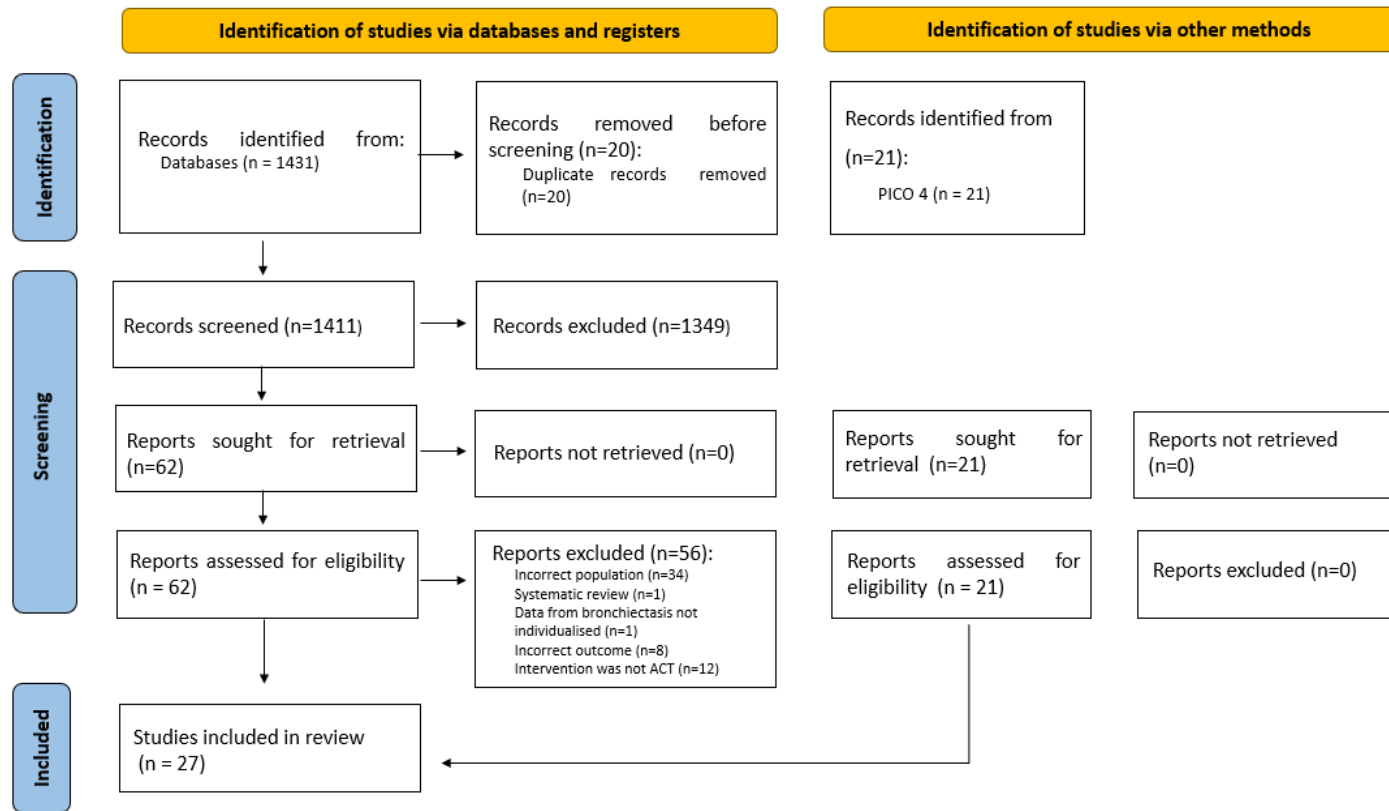 Identification of studies via databases and registers
Identification of studies via other methods
Identification
Records identified from:
Databases (n = 1431)
Records removed before
screening (n=20):
Duplicate records removed
(n=20)
Records identified from
(n=21):
PICO 4 (n = 21)
Screening
Records screened (n=1411)
Records excluded (n=1349)
Reports sought for retrieval
(n=62)
Reports not retrieved (n=0)
Reports sought for
retrieval (n=21)
Reports not retrieved
(n=0)
Reports assessed for eligibility
(n = 62)
Reports excluded (n=56):
Incorrect population (n=34)
Systematic review (n=1)
Data from bronchiectasis not
individualised (n=1)
Incorrect outcome (n=8)
Intervention was not ACT (n=12)
Reports assessed for
eligibility (n = 21)
Reports excluded (n=0)
Included
Studies included in review
(n = 27)